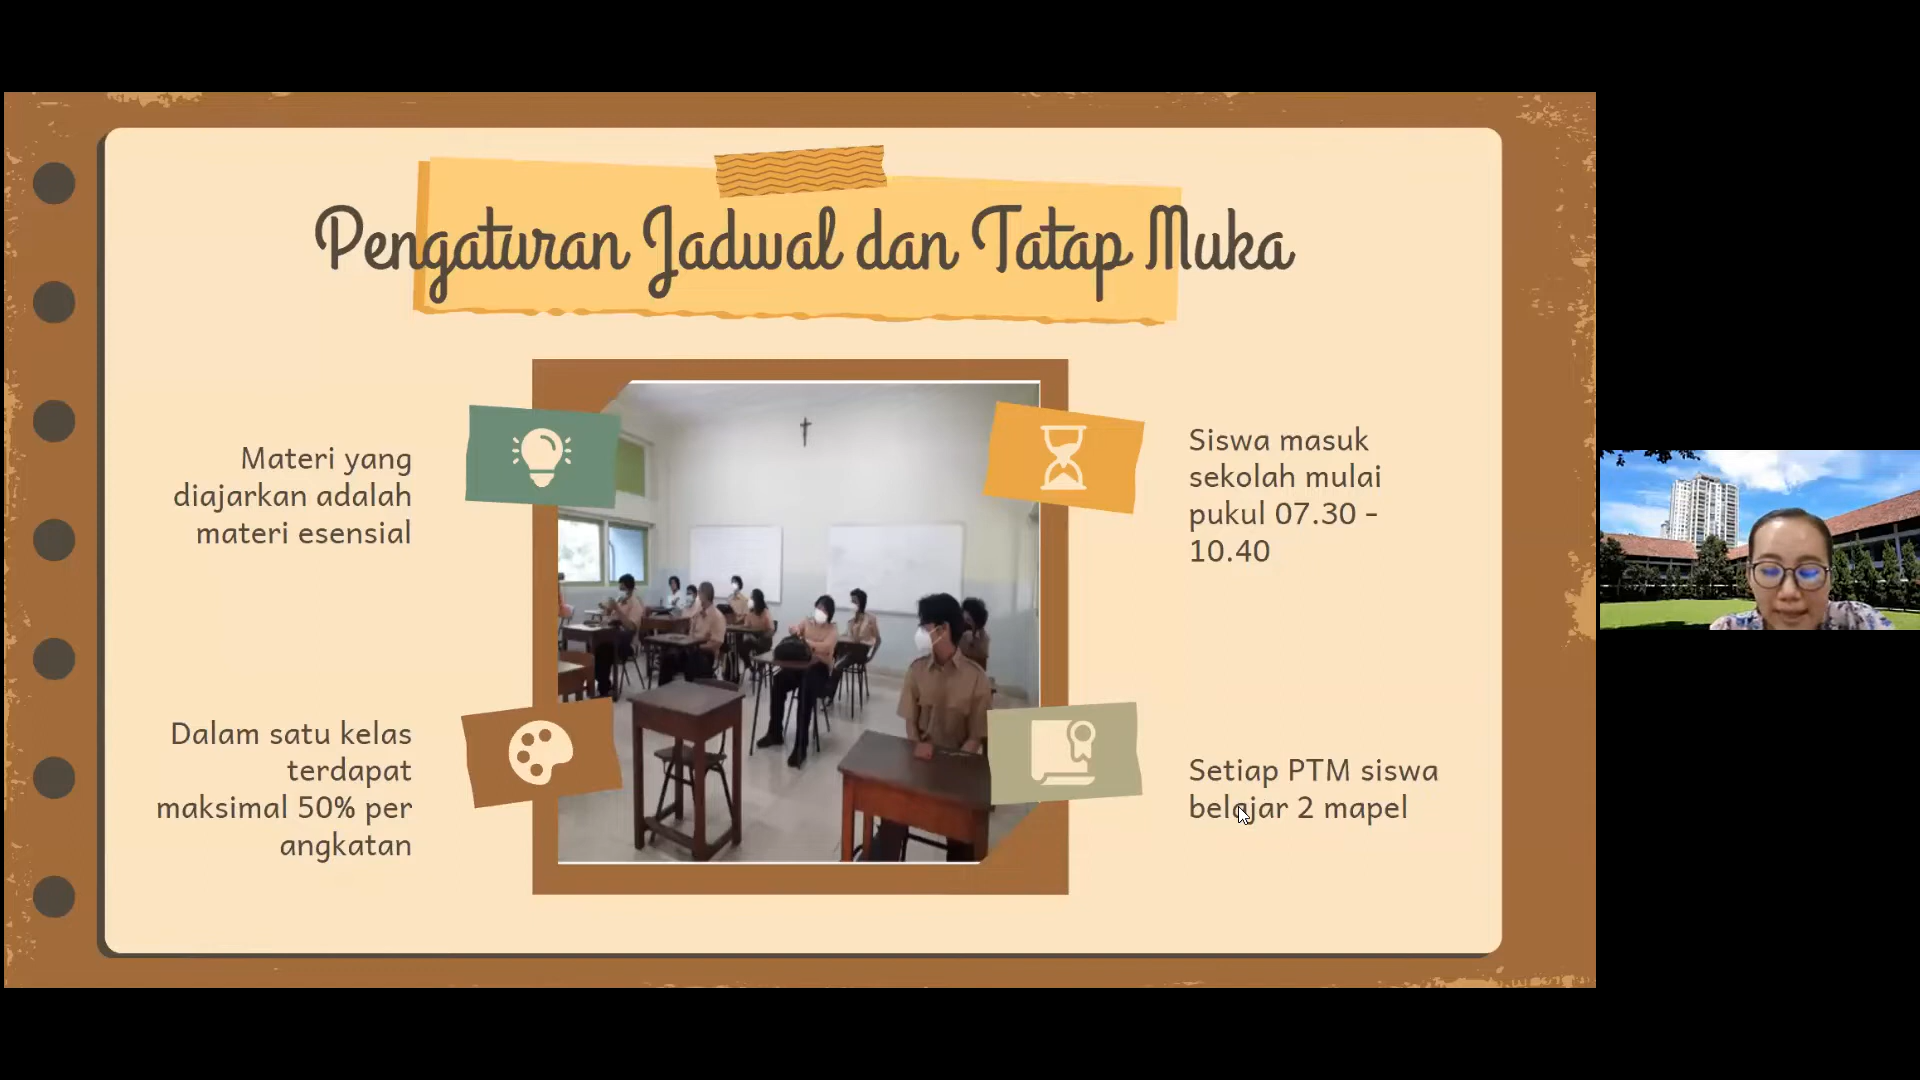 Pengaturan Jadwal dan Tatap Muka
Materi yang
diajarkan adalah
materi esensial
Siswa masuk
sekolah mulai
pukul 07.30 -
10.40
Dalam satu kelas
terdapat
maksimal 50% per
angkatan
Setiap PTM siswa
belajar 2 mapel